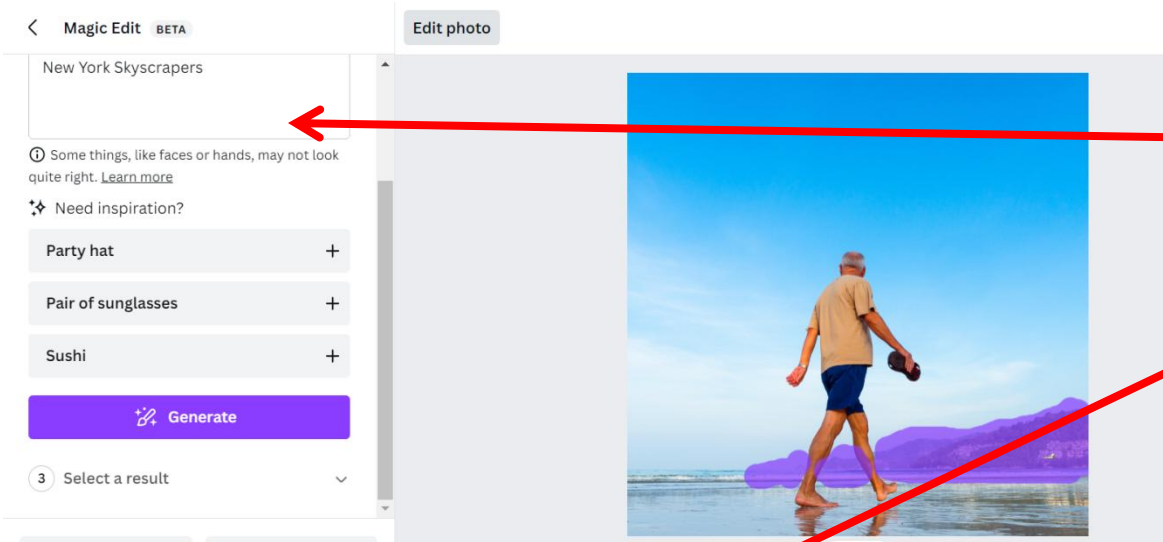 Magic Edit BETA
Edit photo
New York Skyscrapers
Some things, like faces or hands, may not look
quite right. Learn more
Need inspiration?
Party hat
Pair of sunglasses
Sushi
Generate
3 Select a result